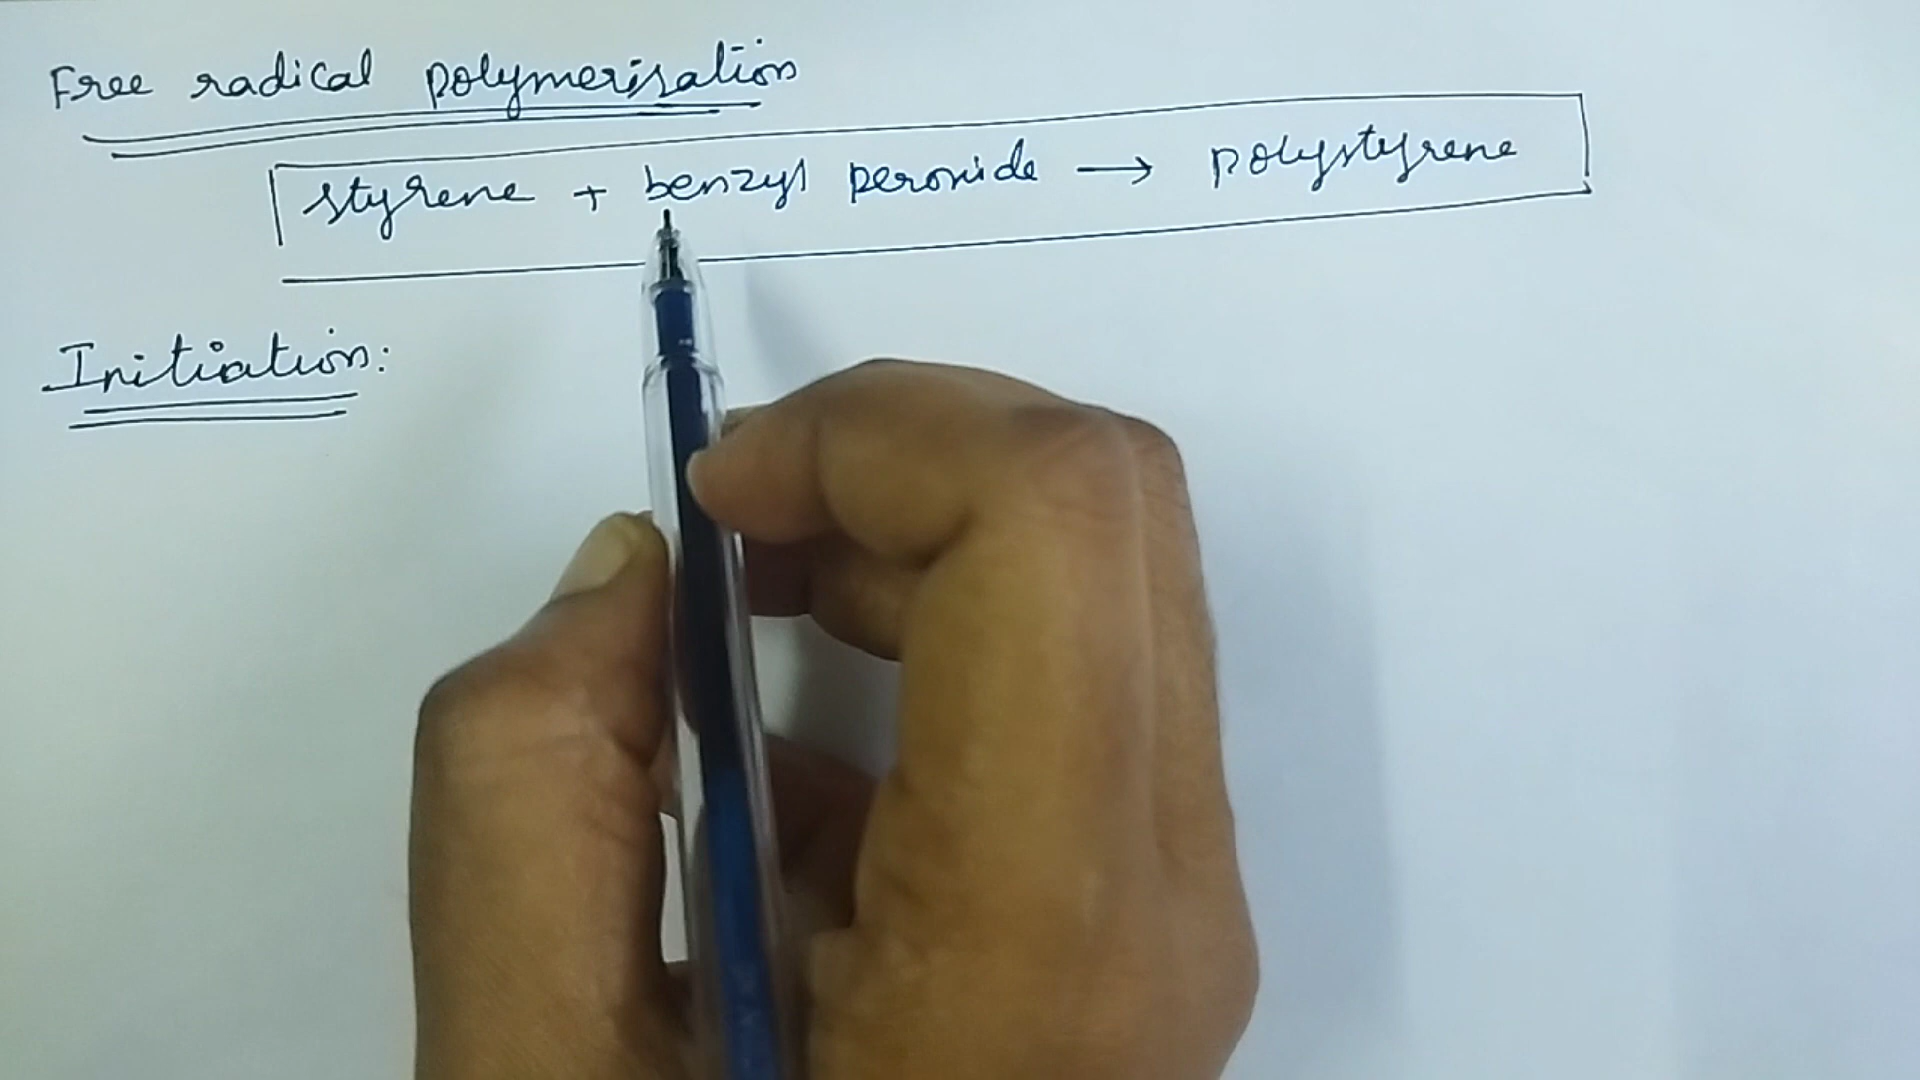 Free radical polymerisation
styrene + benzyl peroxide → polystyrene
Initiation: